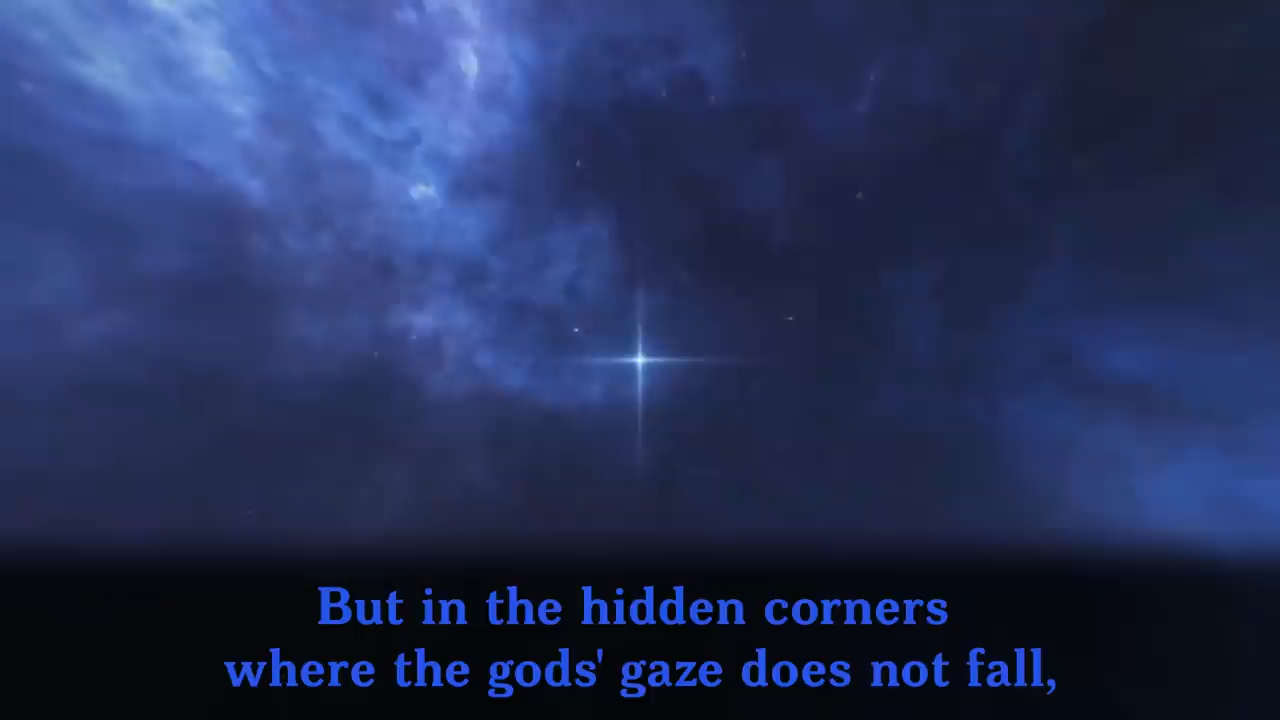 But in the hidden corners
where the gods' gaze does not fall,